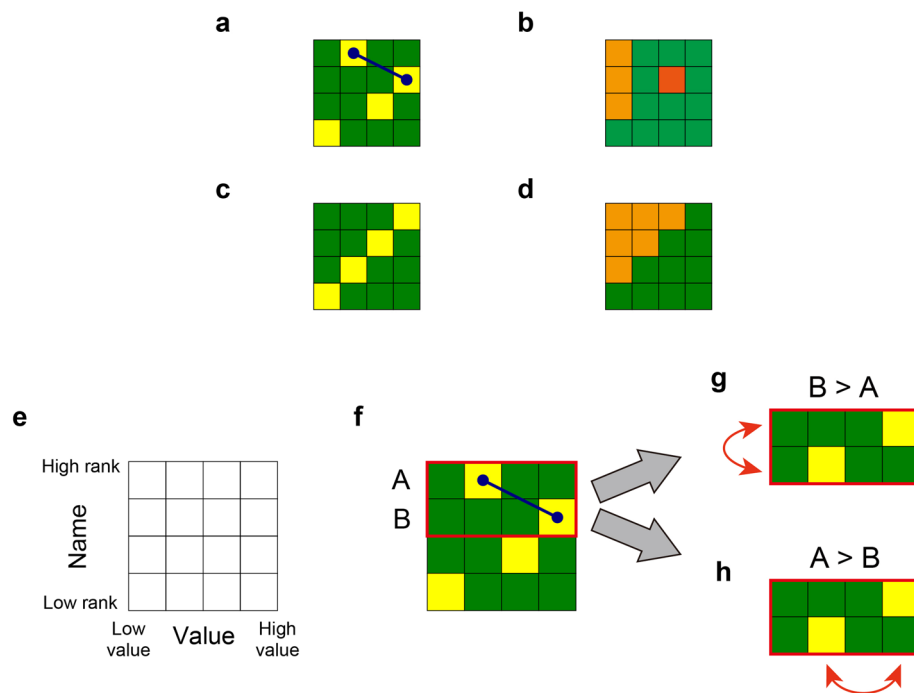 a
b
c
d
e
High rank
Name
Low rank
Low value
Value
High value
f
A
B
g
B > A
h
A > B